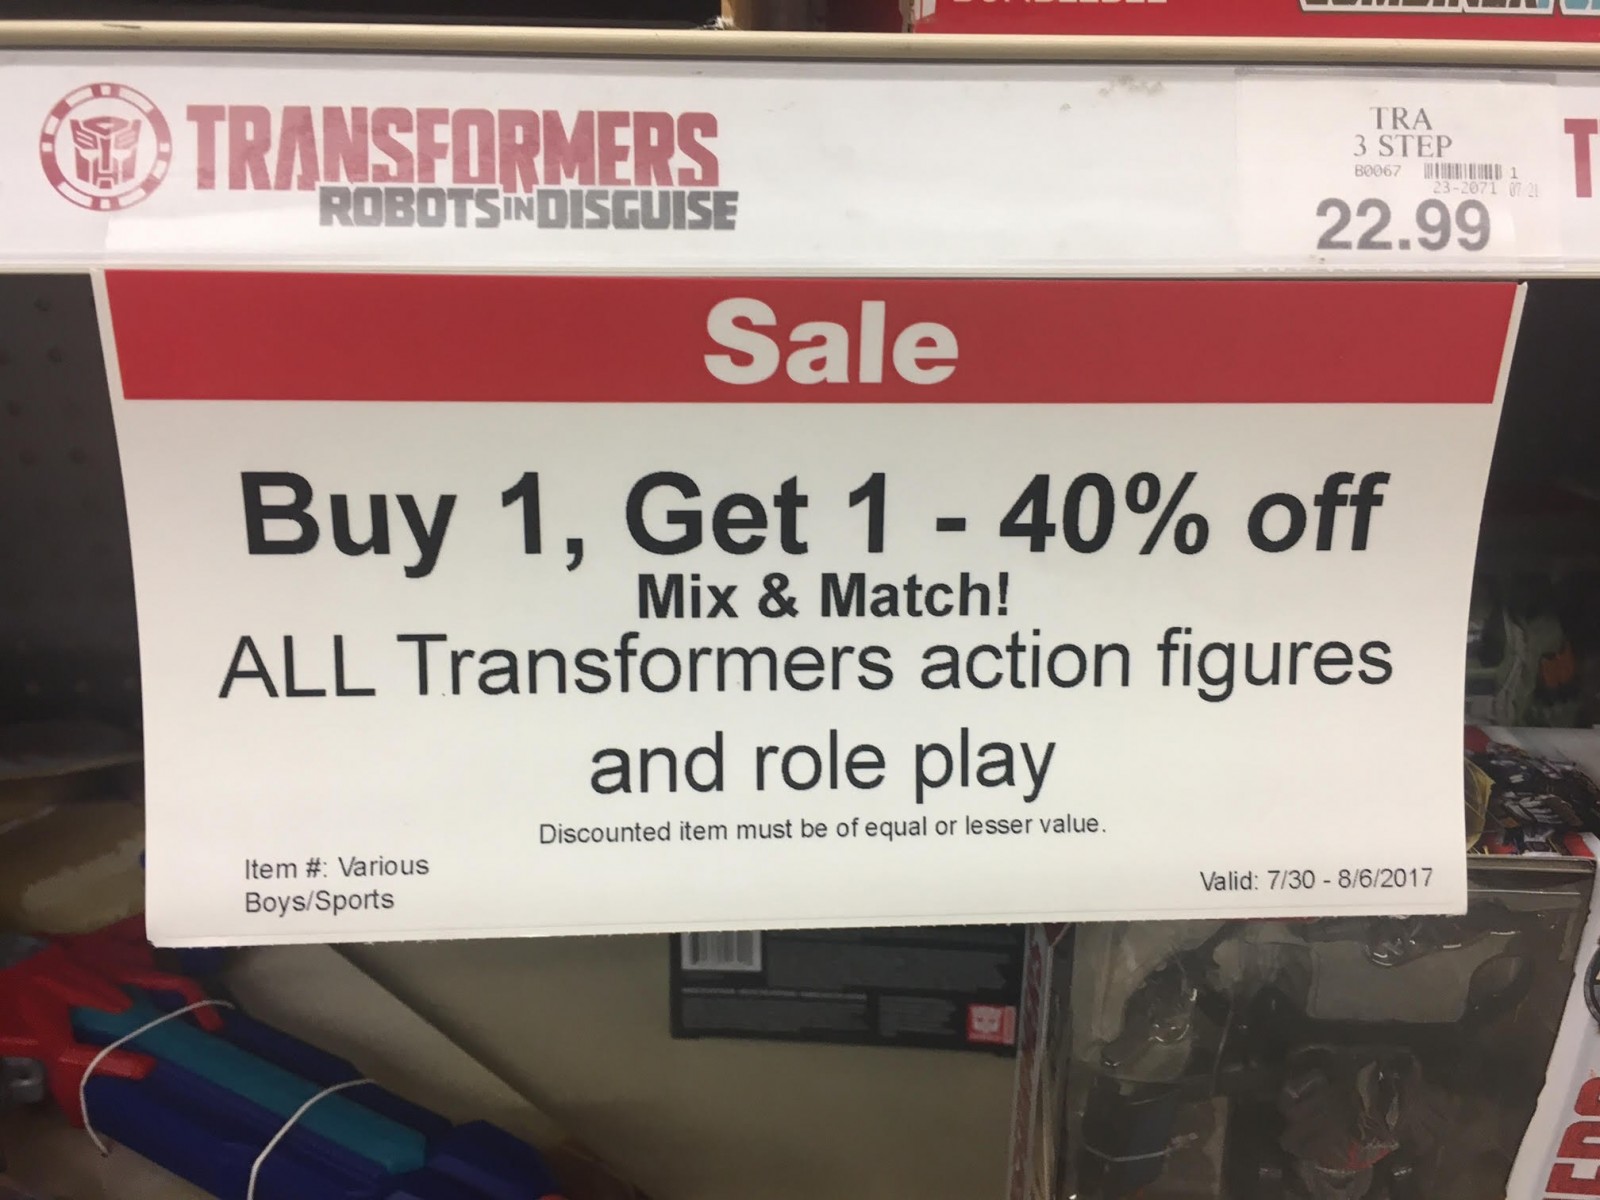 TRANSFORMERS
ROBOTS IN DISGUISE
TRA
3 STEP
B0067 1
23-2071
22.99
Sale
Buy 1, Get 1 - 40% off
Mix & Match!
ALL Transformers action figures
and role play
Discounted item must be of equal or lesser value.
Item #: Various
Boys/Sports
Valid: 7/30 - 8/6/2017